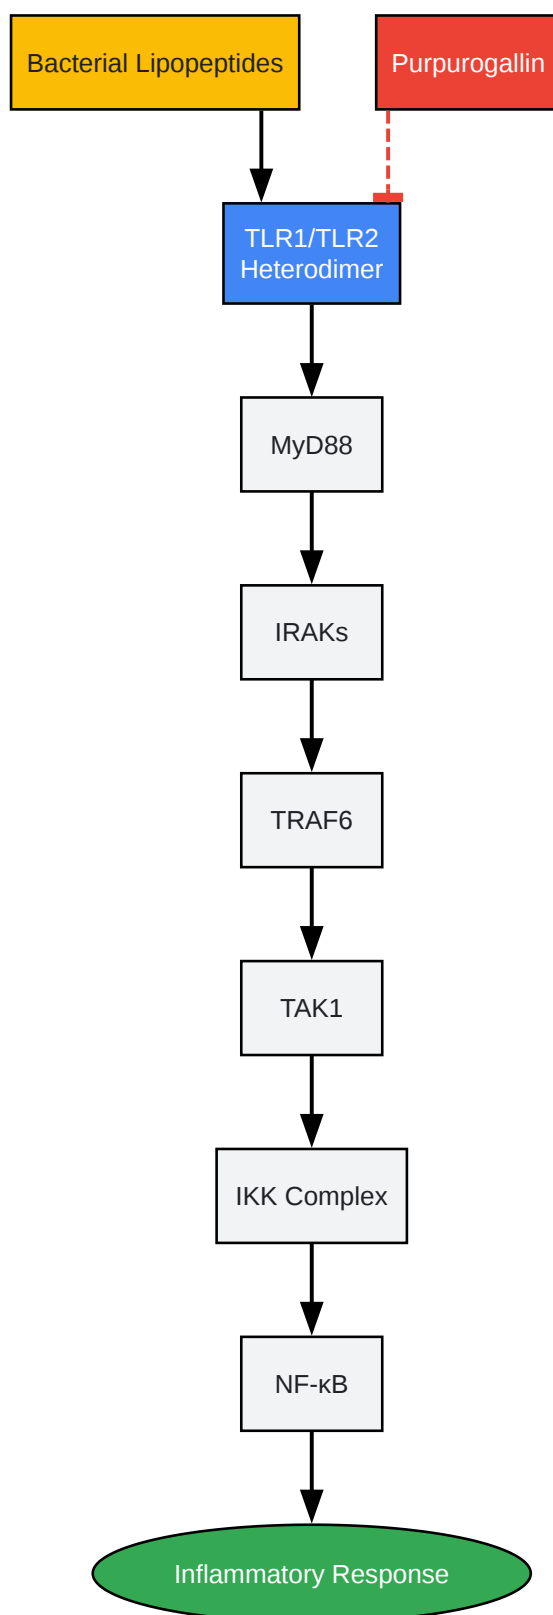 Bacterial Lipopeptides
Purpurogallin
TLR1/TLR2
Heterodimer
MyD88
IRAKs
TRAF6
TAK1
IKK Complex
NF-κB
Inflammatory Response